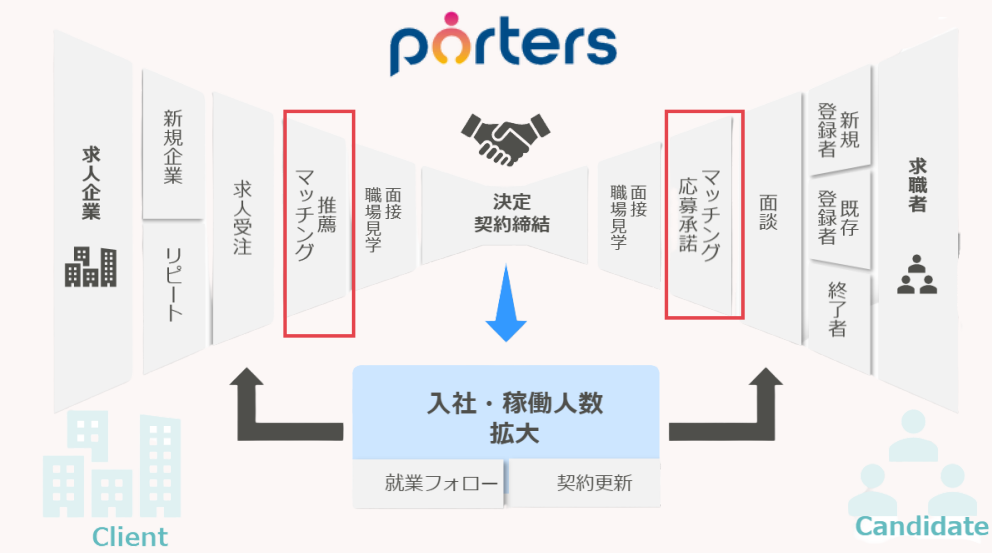 porters
求人企業
新規企業
リピート
求人受注
推薦
マッチング
面接
職場見学
決定
契約締結
面接
職場見学
マッチング
応募承諾
面談
新規
登録者
既存
登録者
終了者
求職者
入社・稼働人数
拡大
就業フォロー
契約更新
Client
Candidate